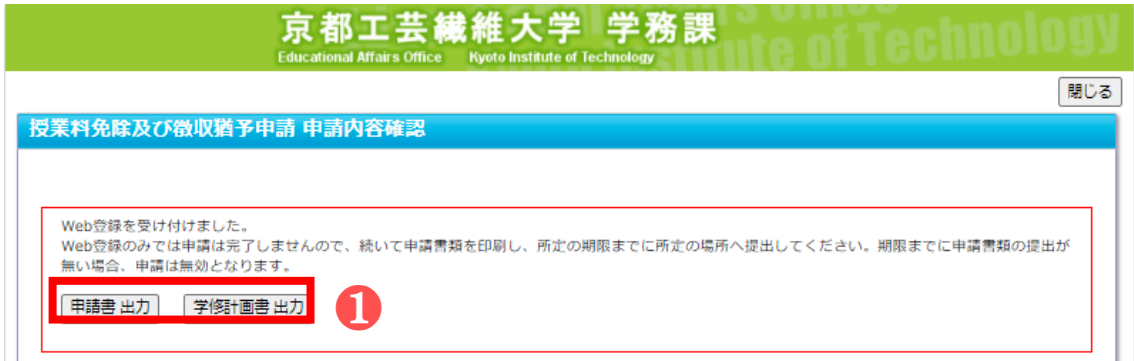 京都工芸繊維大学 学務課
Educational Affairs Office Kyoto Institute of Technology
閉じる
授業料免除及び徴収猶予申請 申請内容確認
Web登録を受け付けました。
Web登録のみでは申請は完了しませんので、続いて申請書類を印刷し、所定の期限までに所定の場所へ提出してください。期限までに申請書類の提出が
無い場合、申請は無効となります。
申請書 出力 学修計画書 出力 ❶